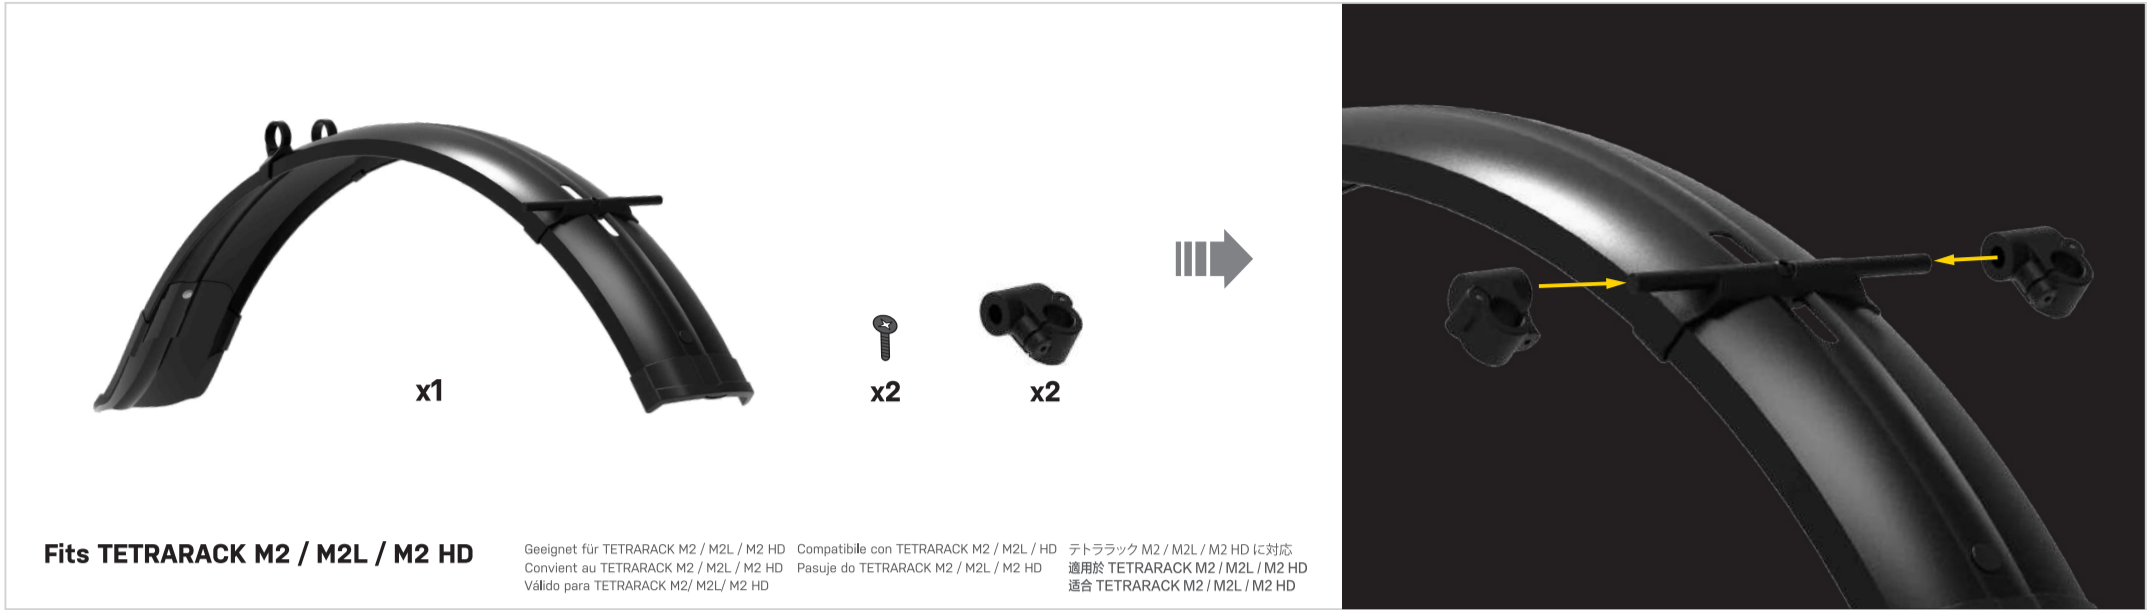 x1
x2
x2
Fits TETRARACK M2 / M2L / M2 HD
Geeignet für TETRARACK M2 / M2L / M2 HD
Convient au TETRARACK M2 / M2L / M2 HD
Válido para TETRARACK M2/ M2L/ M2 HD
Compatibile con TETRARACK M2 / M2L / HD
Pasuje do TETRARACK M2 / M2L / M2 HD
テトララック M2 / M2L / M2 HD に対応
適用於 TETRARACK M2 / M2L / M2 HD
适合 TETRARACK M2 / M2L / M2 HD